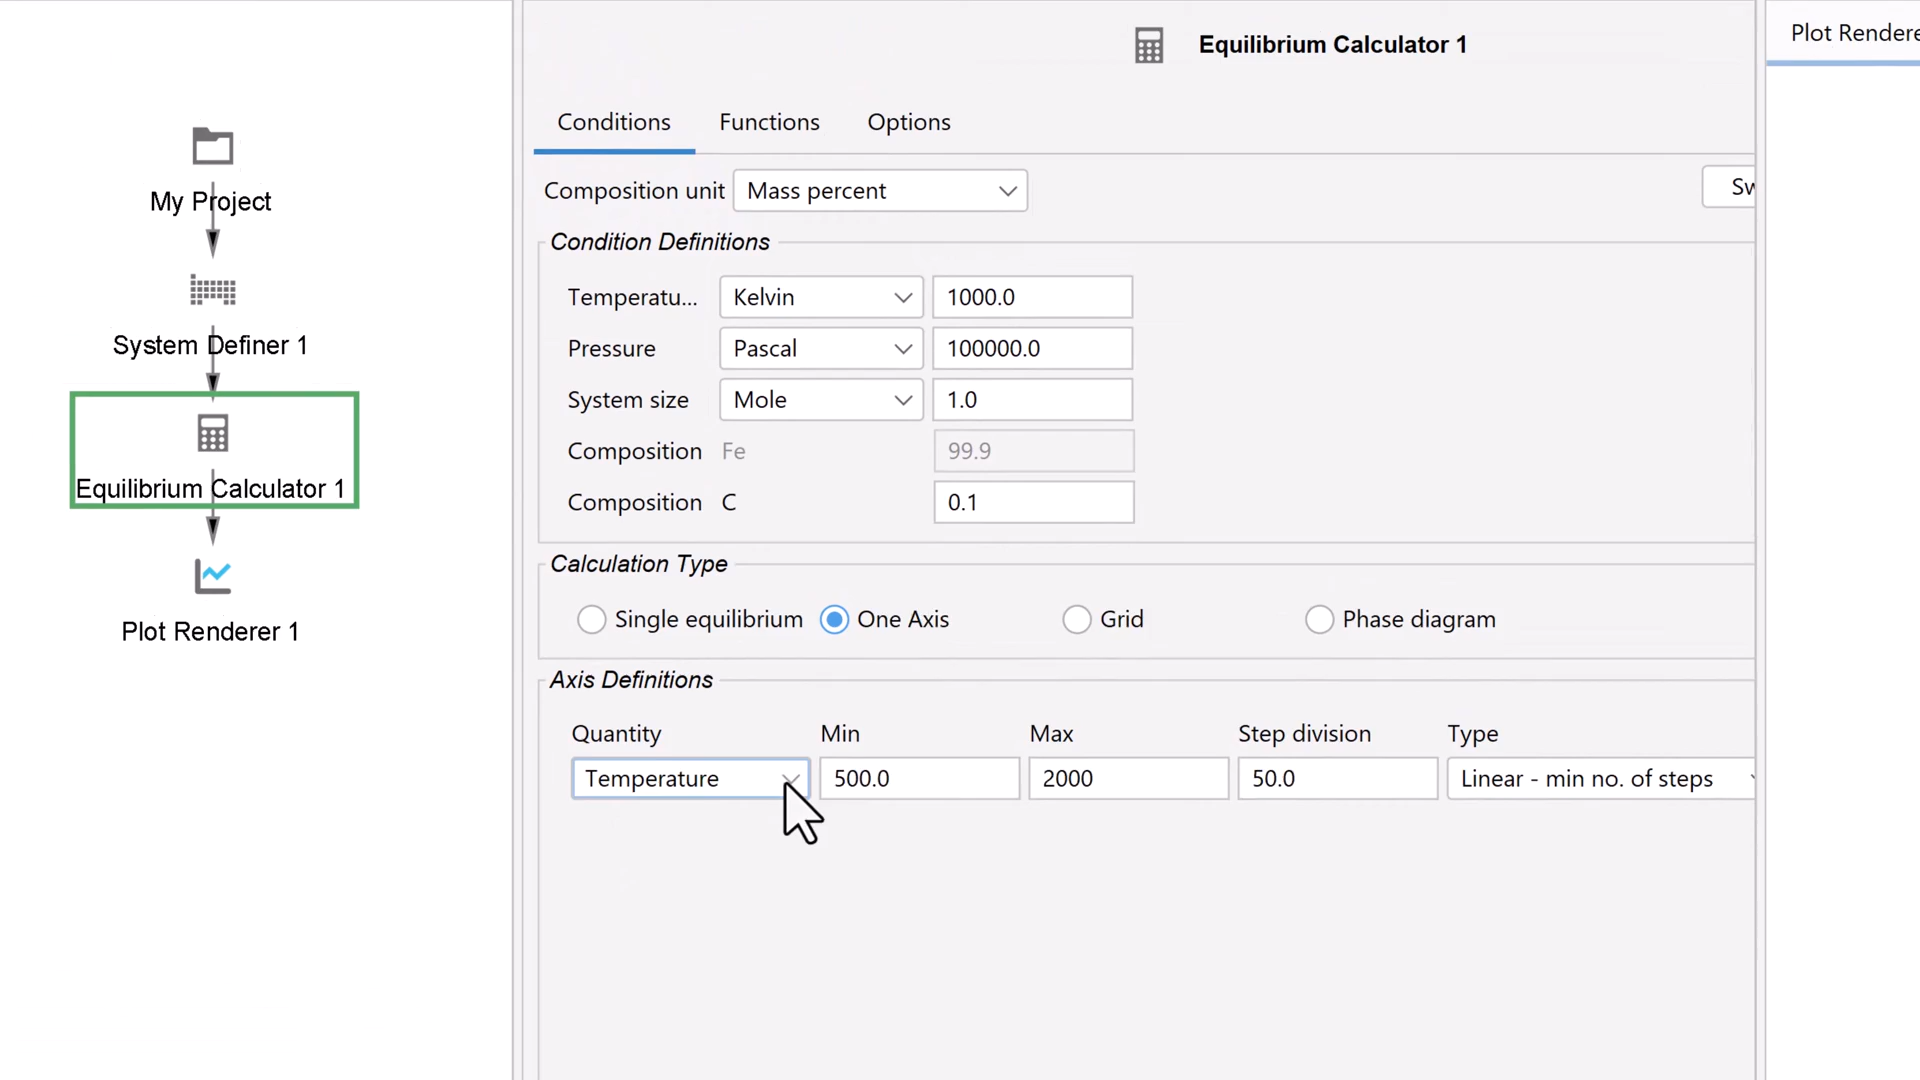 My Project
System Definer 1
Equilibrium Calculator 1
Plot Renderer 1
Equilibrium Calculator 1
Conditions Functions Options
Composition unit Mass percent
Sw
Condition Definitions
Temperatu... Kelvin 1000.0
Pressure Pascal 100000.0
System size Mole 1.0
Composition Fe 99.9
Composition C 0.1
Calculation Type
Single equilibrium One Axis Grid Phase diagram
Axis Definitions
Quantity Min Max Step division Type
Temperature 500.0 2000 50.0 Linear - min no. of steps
Plot Rendere